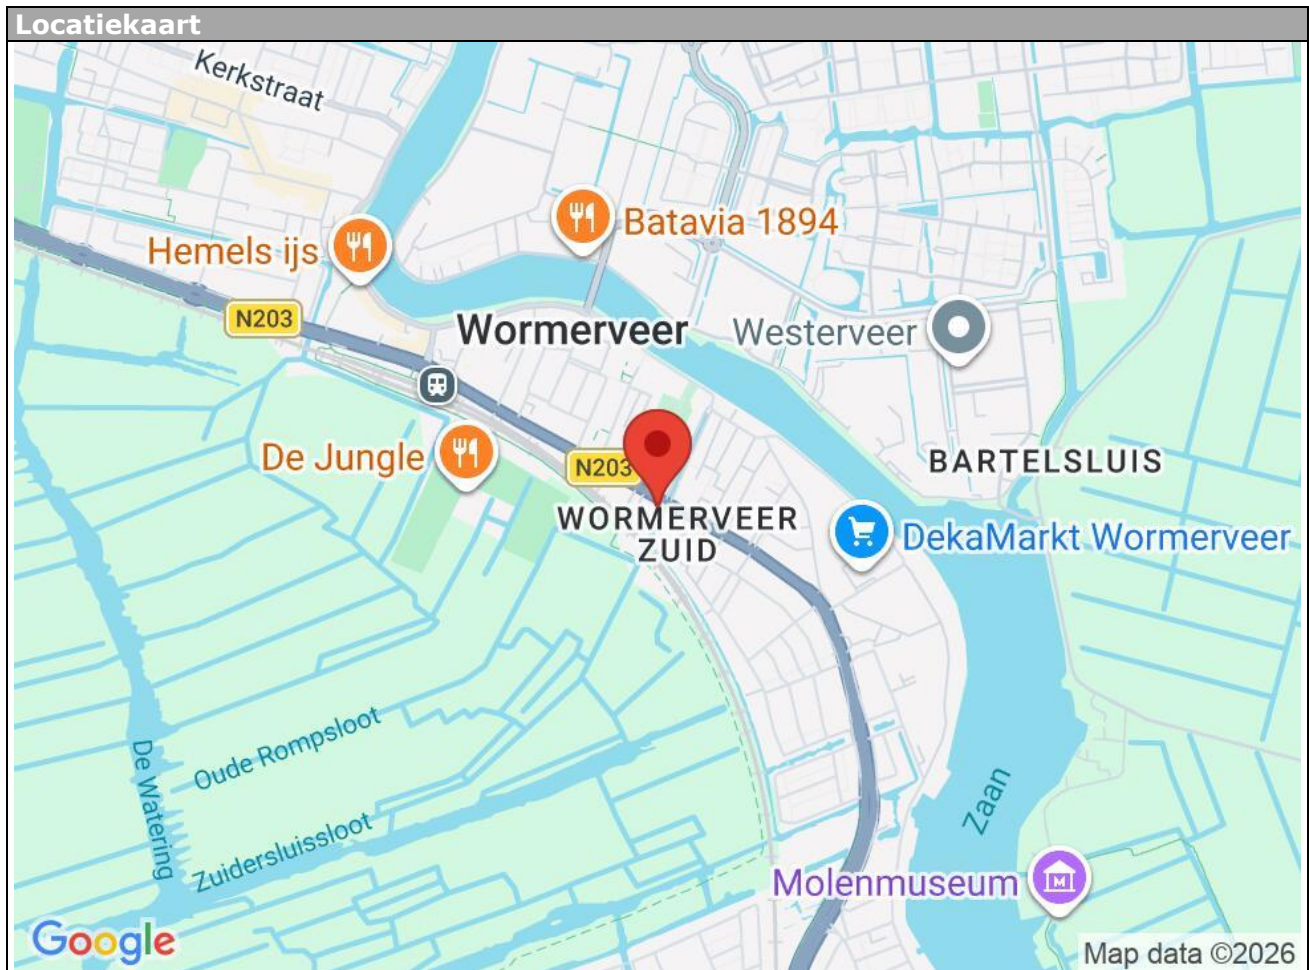 Locatiekaart
Kerkstraat
Batavia 1894
Hemels ijs
N203
Wormerveer
Westerveer
De Jungle
N203
BARTELSLUIS
WORMERVEER
ZUID
DekaMarkt Wormerveer
Oude Rompsloot
De Watering
Zuidersluissloot
Zaan
Molenmuseum
M
Google
Map data ©2026